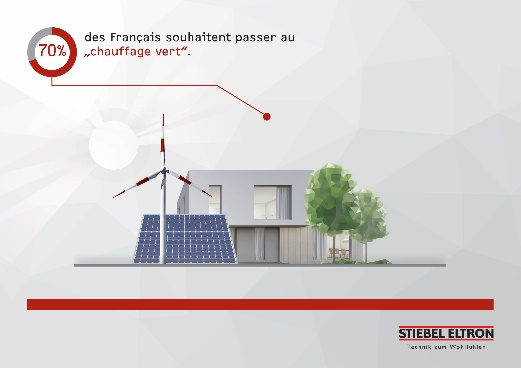 70%
des Français souhaitent passer au
„chauffage vert“.
STIEBEL ELTRON
Technik zum Wohlfühlen